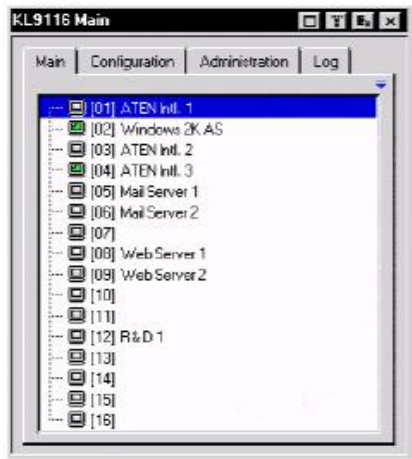 KL9116 Main
Main Configuration Administration Log
[01] ATEN Intl. 1
[02] Windows 2K AS
[03] ATEN Intl. 2
[04] ATEN Intl. 3
[05] Mail Server 1
[06] Mail Server 2
[07]
[08] Web Server 1
[09] Web Server 2
[10]
[11]
[12] R&D 1
[13]
[14]
[15]
[16]